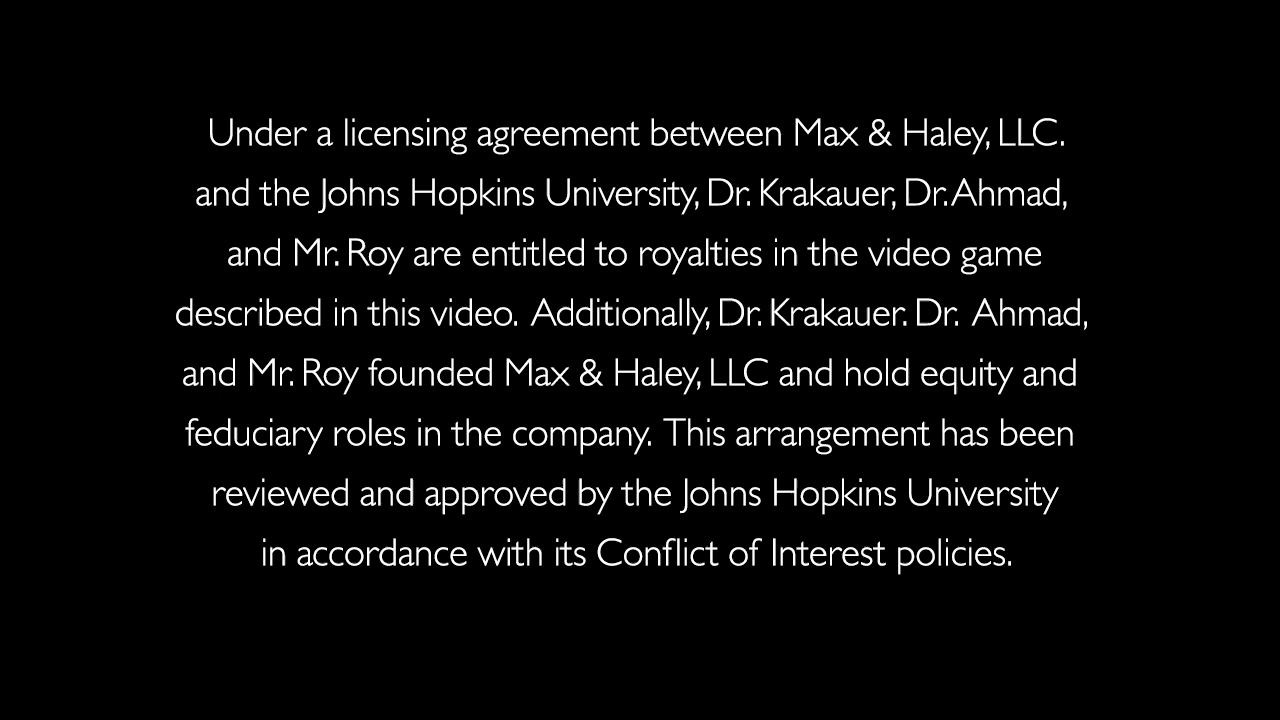 Under a licensing agreement between Max & Haley, LLC.
and the Johns Hopkins University, Dr. Krakauer, Dr. Ahmad,
and Mr. Roy are entitled to royalties in the video game
described in this video. Additionally, Dr. Krakauer. Dr. Ahmad,
and Mr. Roy founded Max & Haley, LLC and hold equity and
feduciary roles in the company. This arrangement has been
reviewed and approved by the Johns Hopkins University
in accordance with its Conflict of Interest policies.